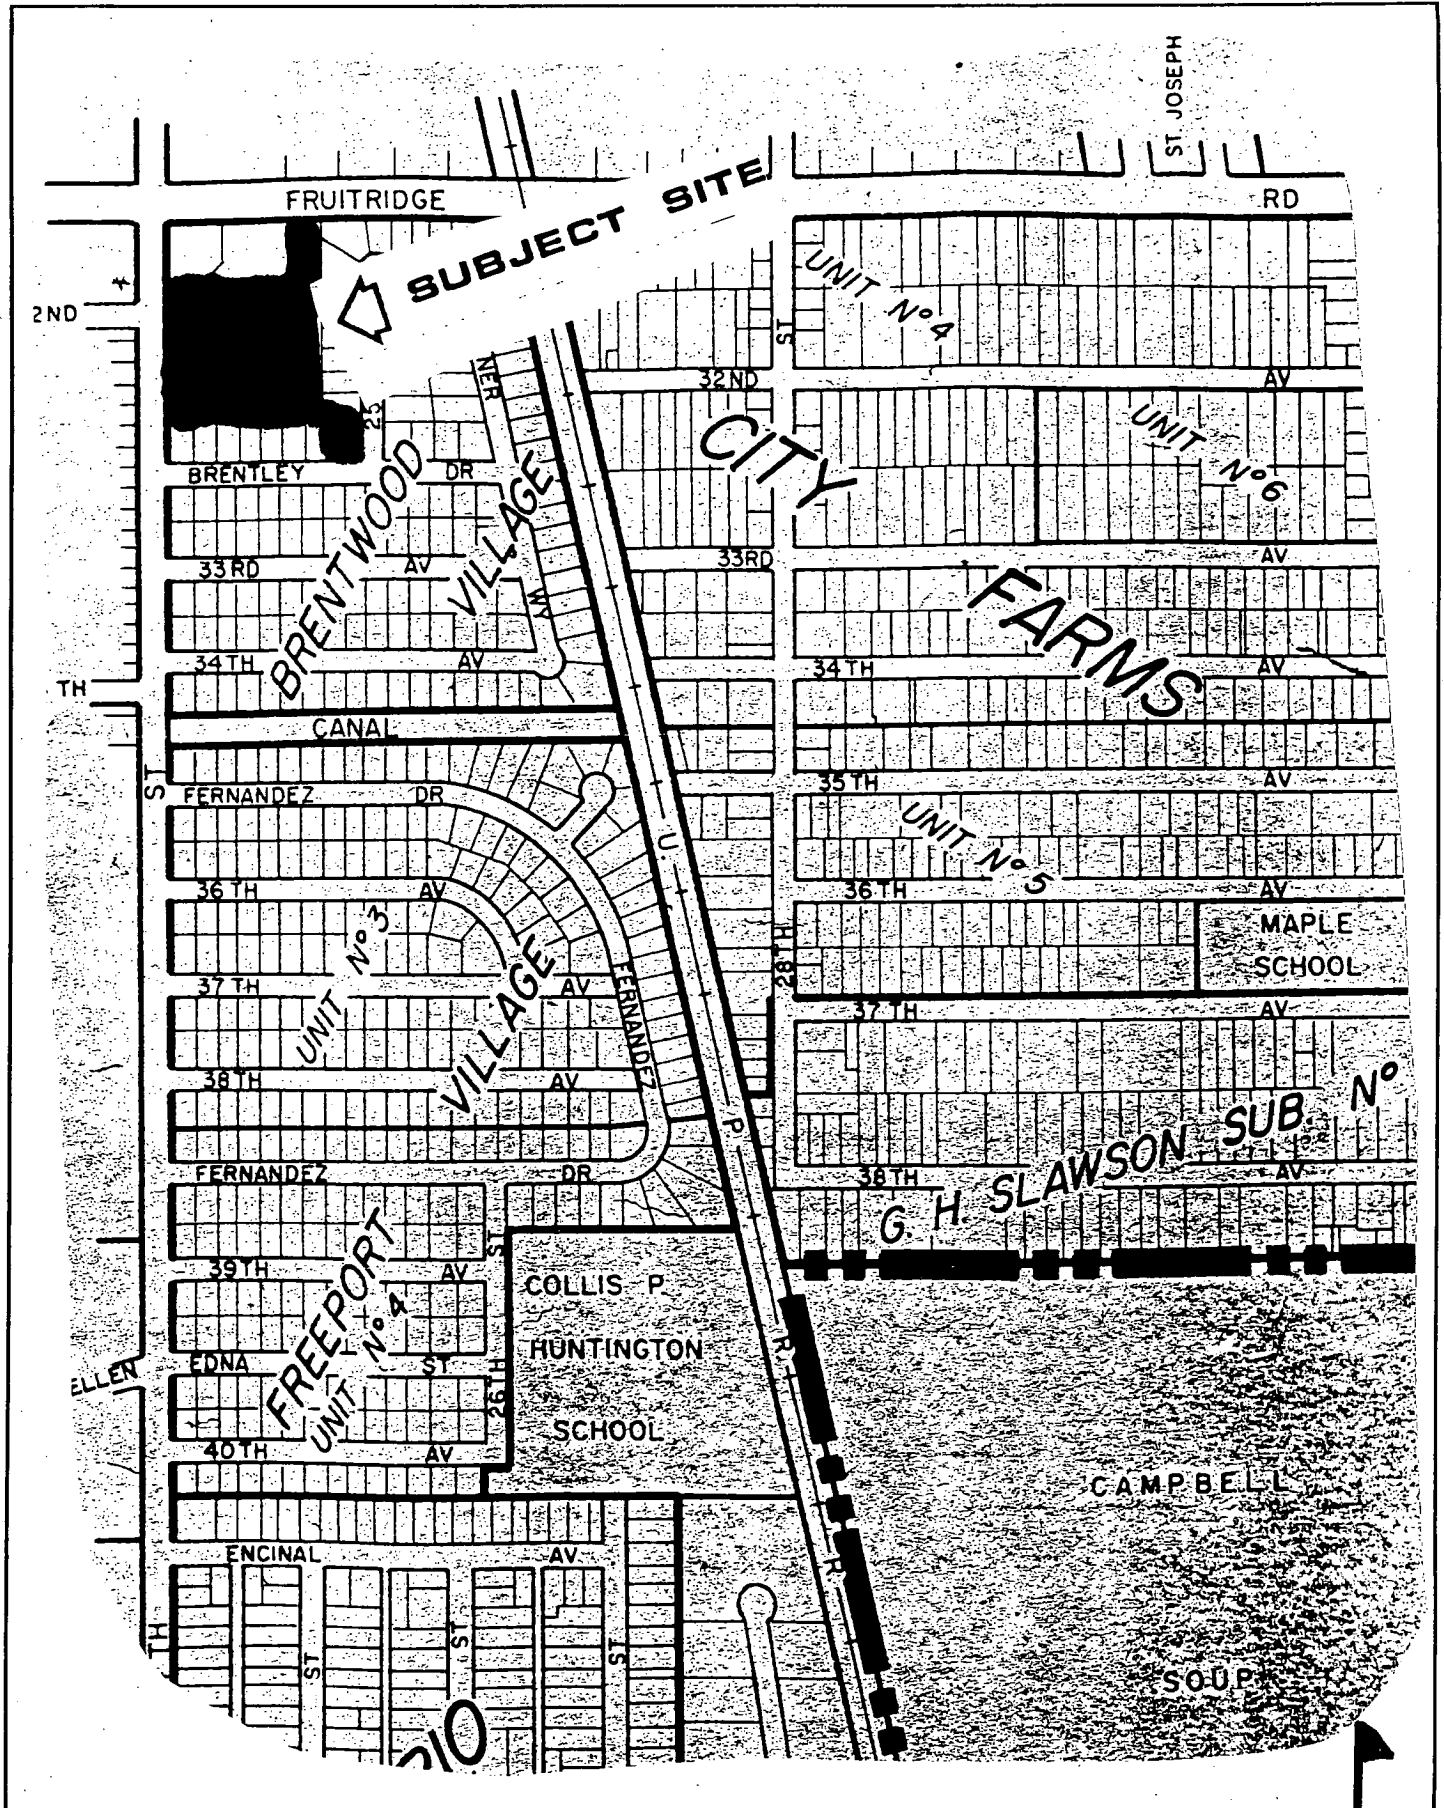 ST JOSEPH
FRUITRIDGE
RD
SUBJECT SITE
UNIT Nº 4
2ND
ST
NER
32ND
AV
25
CITY
UNIT Nº 6
BRENTLEY
DR
BRENTWOOD
VILLAGE
33RD
AV
33RD
AV
WY
FARMS
34TH
AV
34TH
AV
TH
CANAL
ST
FERNANDEZ
DR
35TH
AV
U.
UNIT Nº 5
36TH
AV
36TH
AV
UNIT Nº 3
MAPLE
SCHOOL
28TH
37TH
AV
VILLAGE
FERNANDEZ
37TH
AV
38TH
AV
P
G. H. SLAWSON SUB. Nº
FERNANDEZ
DR
38TH
AV
ST
FREEPORT
39TH
AV
COLLIS P.
HUNTINGTON
SCHOOL
UNIT Nº 4
R
EDNA
ST
ELLEN
26TH
40TH
AV
CAMPBELL
SOUP
ENCINAL
AV
R
TH
ST
ST
ST
RIO